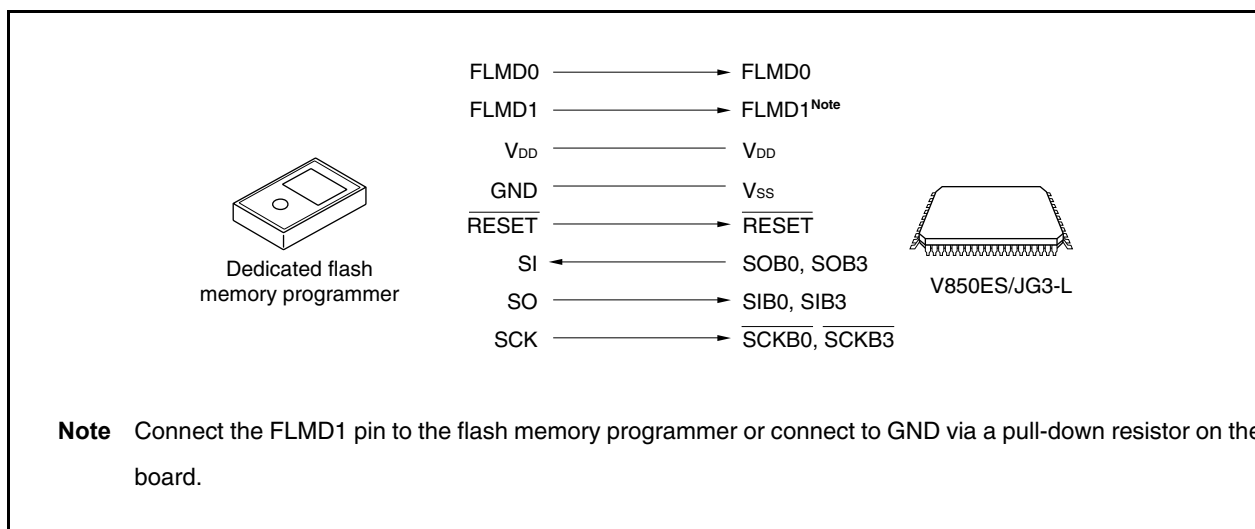 FLMD0 FLMD0
FLMD1 FLMD1Note
VDD VDD
GND VSS
RESET RESET
SI SOB0, SOB3
SO SIB0, SIB3
SCK SCKB0, SCKB3
Dedicated flash
memory programmer
V850ES/JG3-L
Note Connect the FLMD1 pin to the flash memory programmer or connect to GND via a pull-down resistor on the
board.